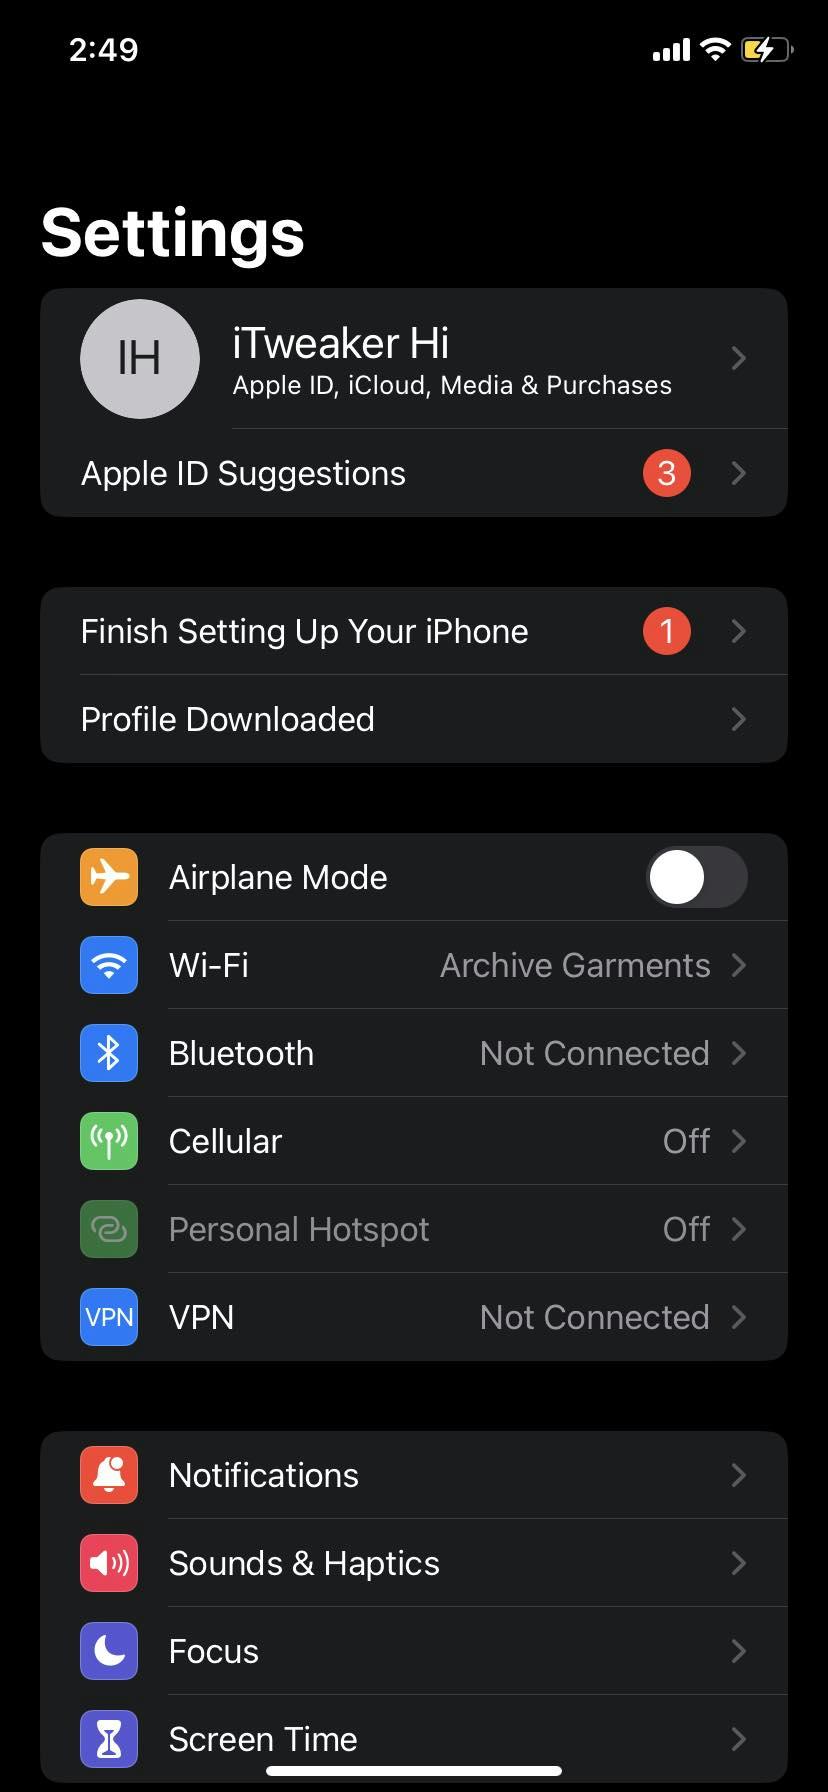 2:49
Settings
IH
iTweaker Hi
Apple ID, iCloud, Media & Purchases
Apple ID Suggestions 3
Finish Setting Up Your iPhone 1
Profile Downloaded
Airplane Mode
Wi-Fi Archive Garments
Bluetooth Not Connected
Cellular Off
Personal Hotspot Off
VPN VPN Not Connected
Notifications
Sounds & Haptics
Focus
Screen Time